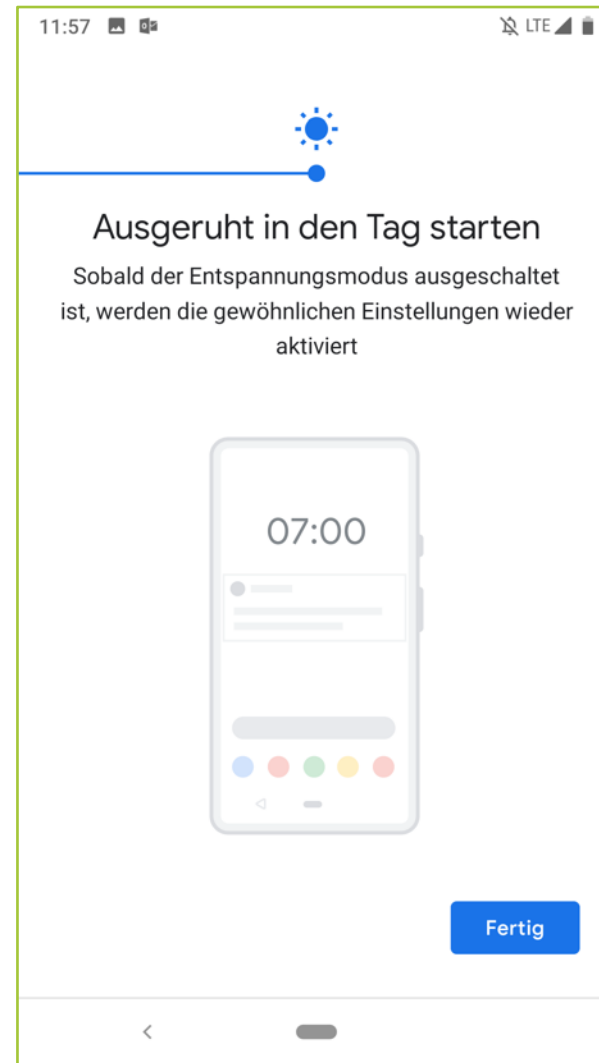 11:57 LTE
Ausgeruht in den Tag starten
Sobald der Entspannungsmodus ausgeschaltet
ist, werden die gewöhnlichen Einstellungen wieder
aktiviert
07:00
Fertig